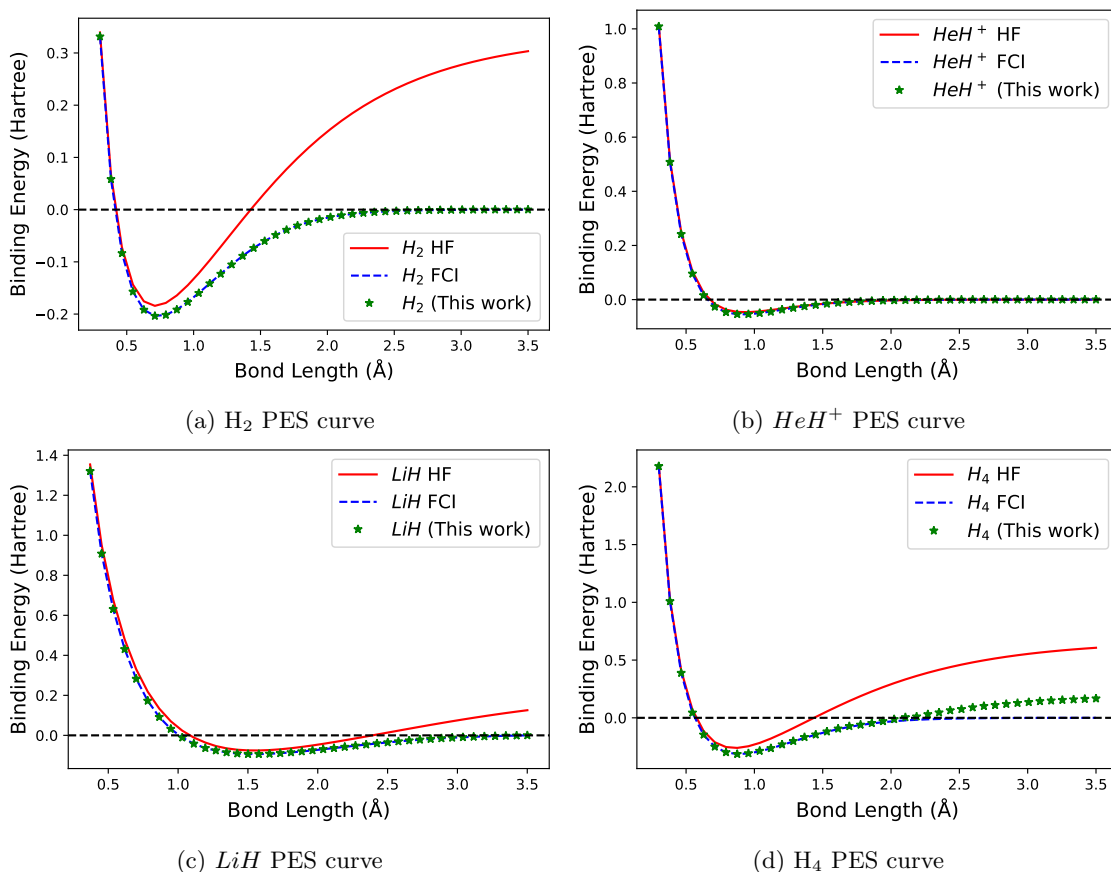 0.3
0.2
0.1
0.0
−0.1
−0.2
Binding Energy (Hartree)
H₂ HF
H₂ FCI
H₂ (This work)
0.5 1.0 1.5 2.0 2.5 3.0 3.5
Bond Length (Å)
(a) H₂ PES curve
1.0
0.8
0.6
0.4
0.2
0.0
Binding Energy (Hartree)
HeH⁺ HF
HeH⁺ FCI
HeH⁺ (This work)
0.5 1.0 1.5 2.0 2.5 3.0 3.5
Bond Length (Å)
(b) HeH⁺ PES curve
1.4
1.2
1.0
0.8
0.6
0.4
0.2
0.0
Binding Energy (Hartree)
LiH HF
LiH FCI
LiH (This work)
0.5 1.0 1.5 2.0 2.5 3.0 3.5
Bond Length (Å)
(c) LiH PES curve
2.0
1.5
1.0
0.5
0.0
Binding Energy (Hartree)
H₄ HF
H₄ FCI
H₄ (This work)
0.5 1.0 1.5 2.0 2.5 3.0 3.5
Bond Length (Å)
(d) H₄ PES curve